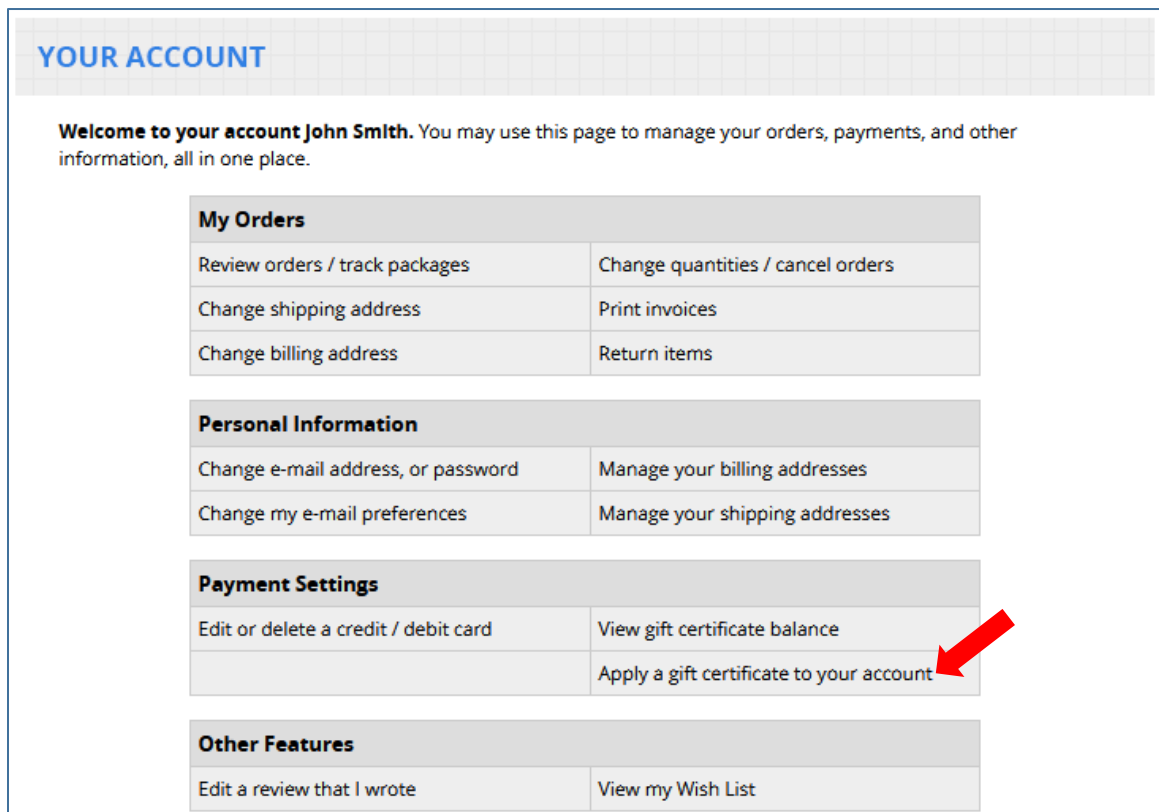 YOUR ACCOUNT
Welcome to your account John Smith. You may use this page to manage your orders, payments, and other
information, all in one place.
My Orders
Review orders / track packages
Change quantities / cancel orders
Change shipping address
Print invoices
Change billing address
Return items
Personal Information
Change e-mail address, or password
Manage your billing addresses
Change my e-mail preferences
Manage your shipping addresses
Payment Settings
Edit or delete a credit / debit card
View gift certificate balance
Apply a gift certificate to your account
Other Features
Edit a review that I wrote
View my Wish List